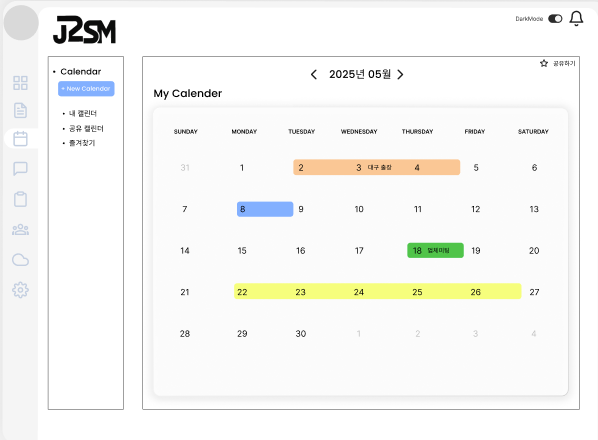 J2SM
DarkMode
• Calendar
+ New Calendar
• 내 캘린더
• 공유 캘린더
• 즐겨찾기
공유하기
2025년 05월
My Calender
SUNDAY MONDAY TUESDAY WEDNESDAY THURSDAY FRIDAY SATURDAY
31 1 2 3 대구 출장 4 5 6
7 8 9 10 11 12 13
14 15 16 17 18 업체미팅 19 20
21 22 23 24 25 26 27
28 29 30 1 2 3 4